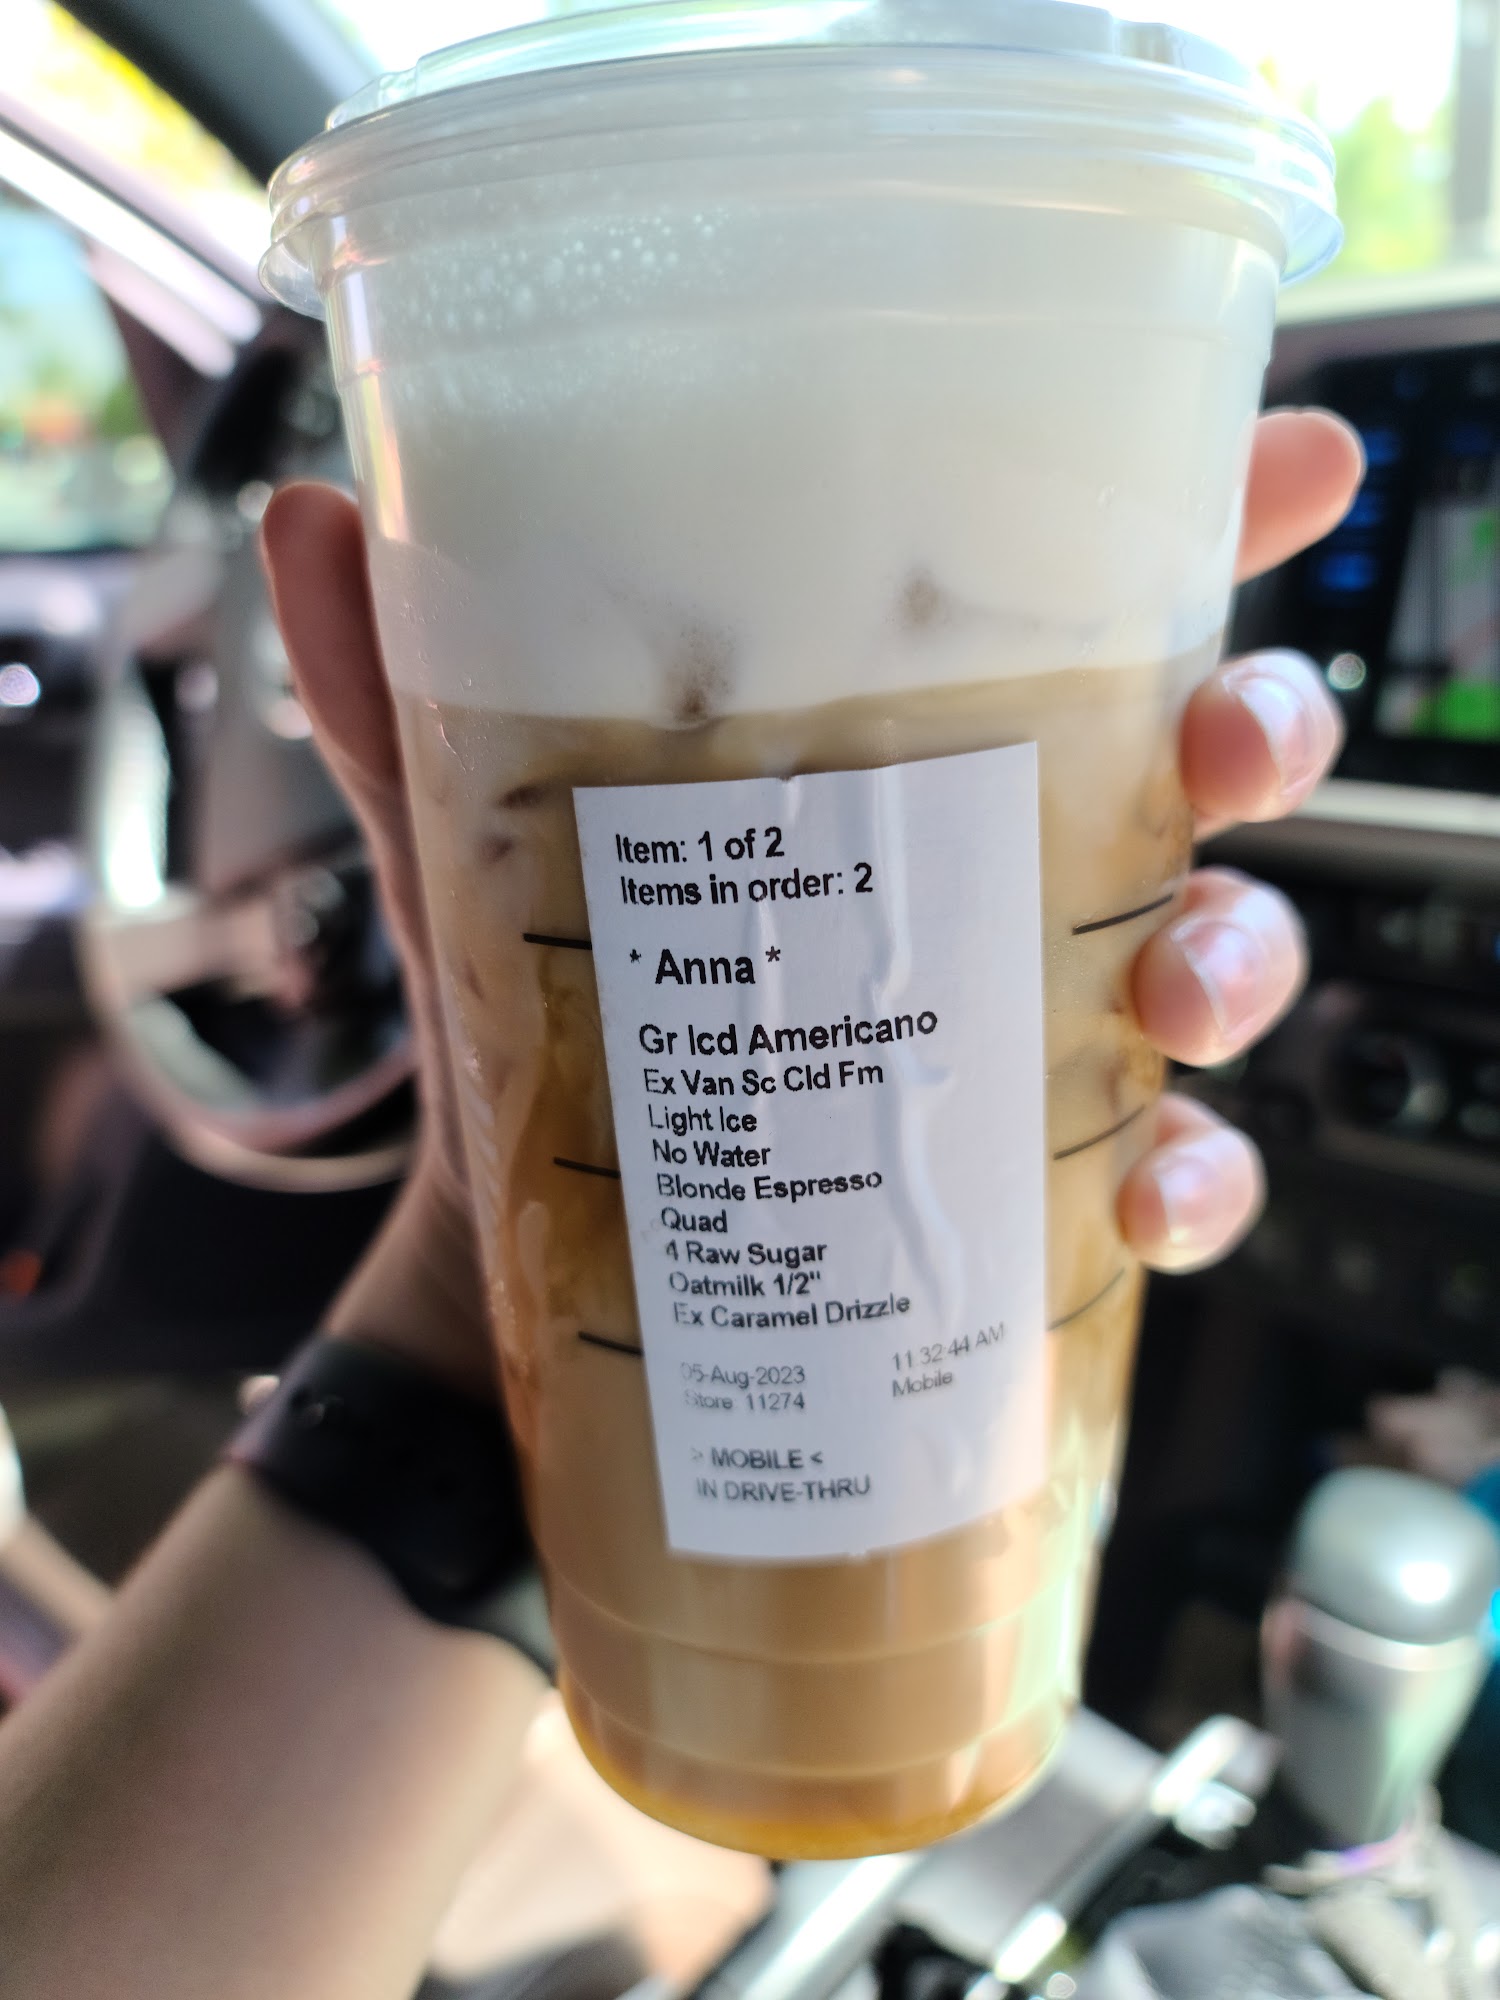 Item: 1 of 2
Items in order: 2
* Anna *
Gr Icd Americano
Ex Van Sc Cld Fm
Light Ice
No Water
Blonde Espresso
Quad
4 Raw Sugar
Oatmilk 1/2"
Ex Caramel Drizzle
05-Aug-2023 11:32:44 AM
Store: 11274 Mobile
> MOBILE <
IN DRIVE-THRU